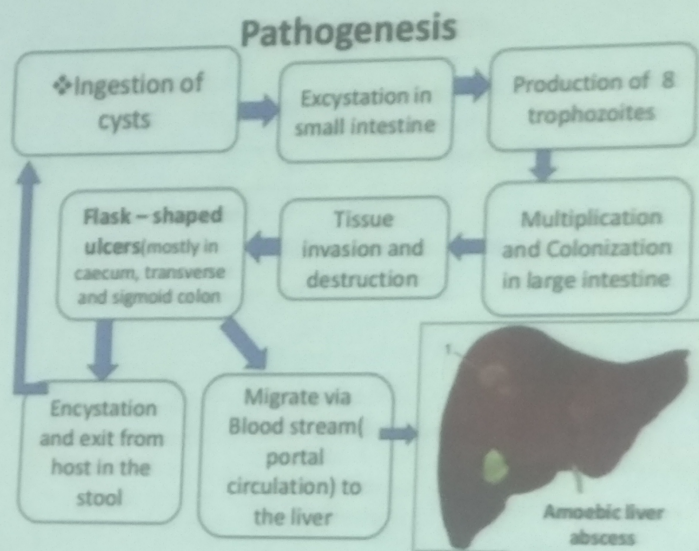 Pathogenesis
❖Ingestion of
cysts
Excystation in
small intestine
Production of 8
trophozoites
Multiplication
and Colonization
in large intestine
Tissue
invasion and
destruction
Flask – shaped
ulcers(mostly in
caecum, transverse
and sigmoid colon
Encystation
and exit from
host in the
stool
Migrate via
Blood stream(
portal
circulation) to
the liver
1
Amoebic liver
abscess